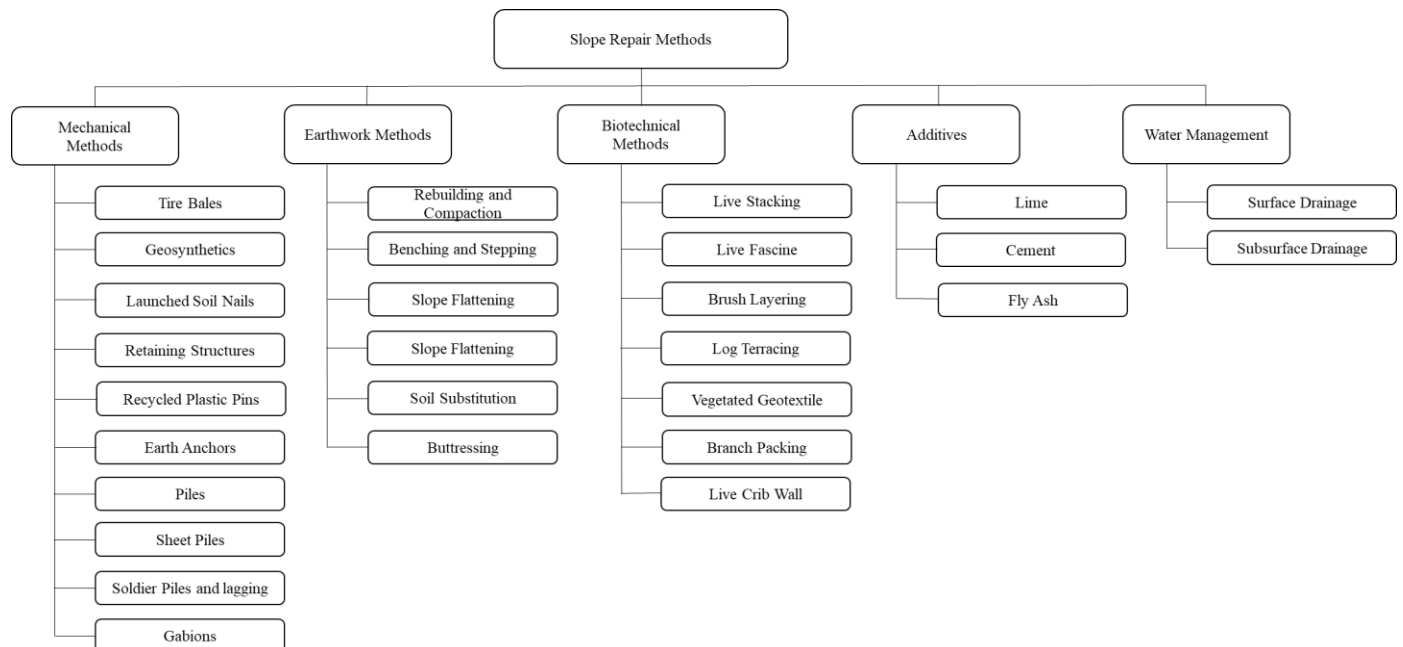 Slope Repair Methods
Mechanical
Methods
Tire Bales
Geosynthetics
Launched Soil Nails
Retaining Structures
Recycled Plastic Pins
Earth Anchors
Piles
Sheet Piles
Soldier Piles and lagging
Gabions
Earthwork Methods
Rebuilding and
Compaction
Benching and Stepping
Slope Flattening
Slope Flattening
Soil Substitution
Buttressing
Biotechnical
Methods
Live Stacking
Live Fascine
Brush Layering
Log Terracing
Vegetated Geotextile
Branch Packing
Live Crib Wall
Additives
Lime
Cement
Fly Ash
Water Management
Surface Drainage
Subsurface Drainage